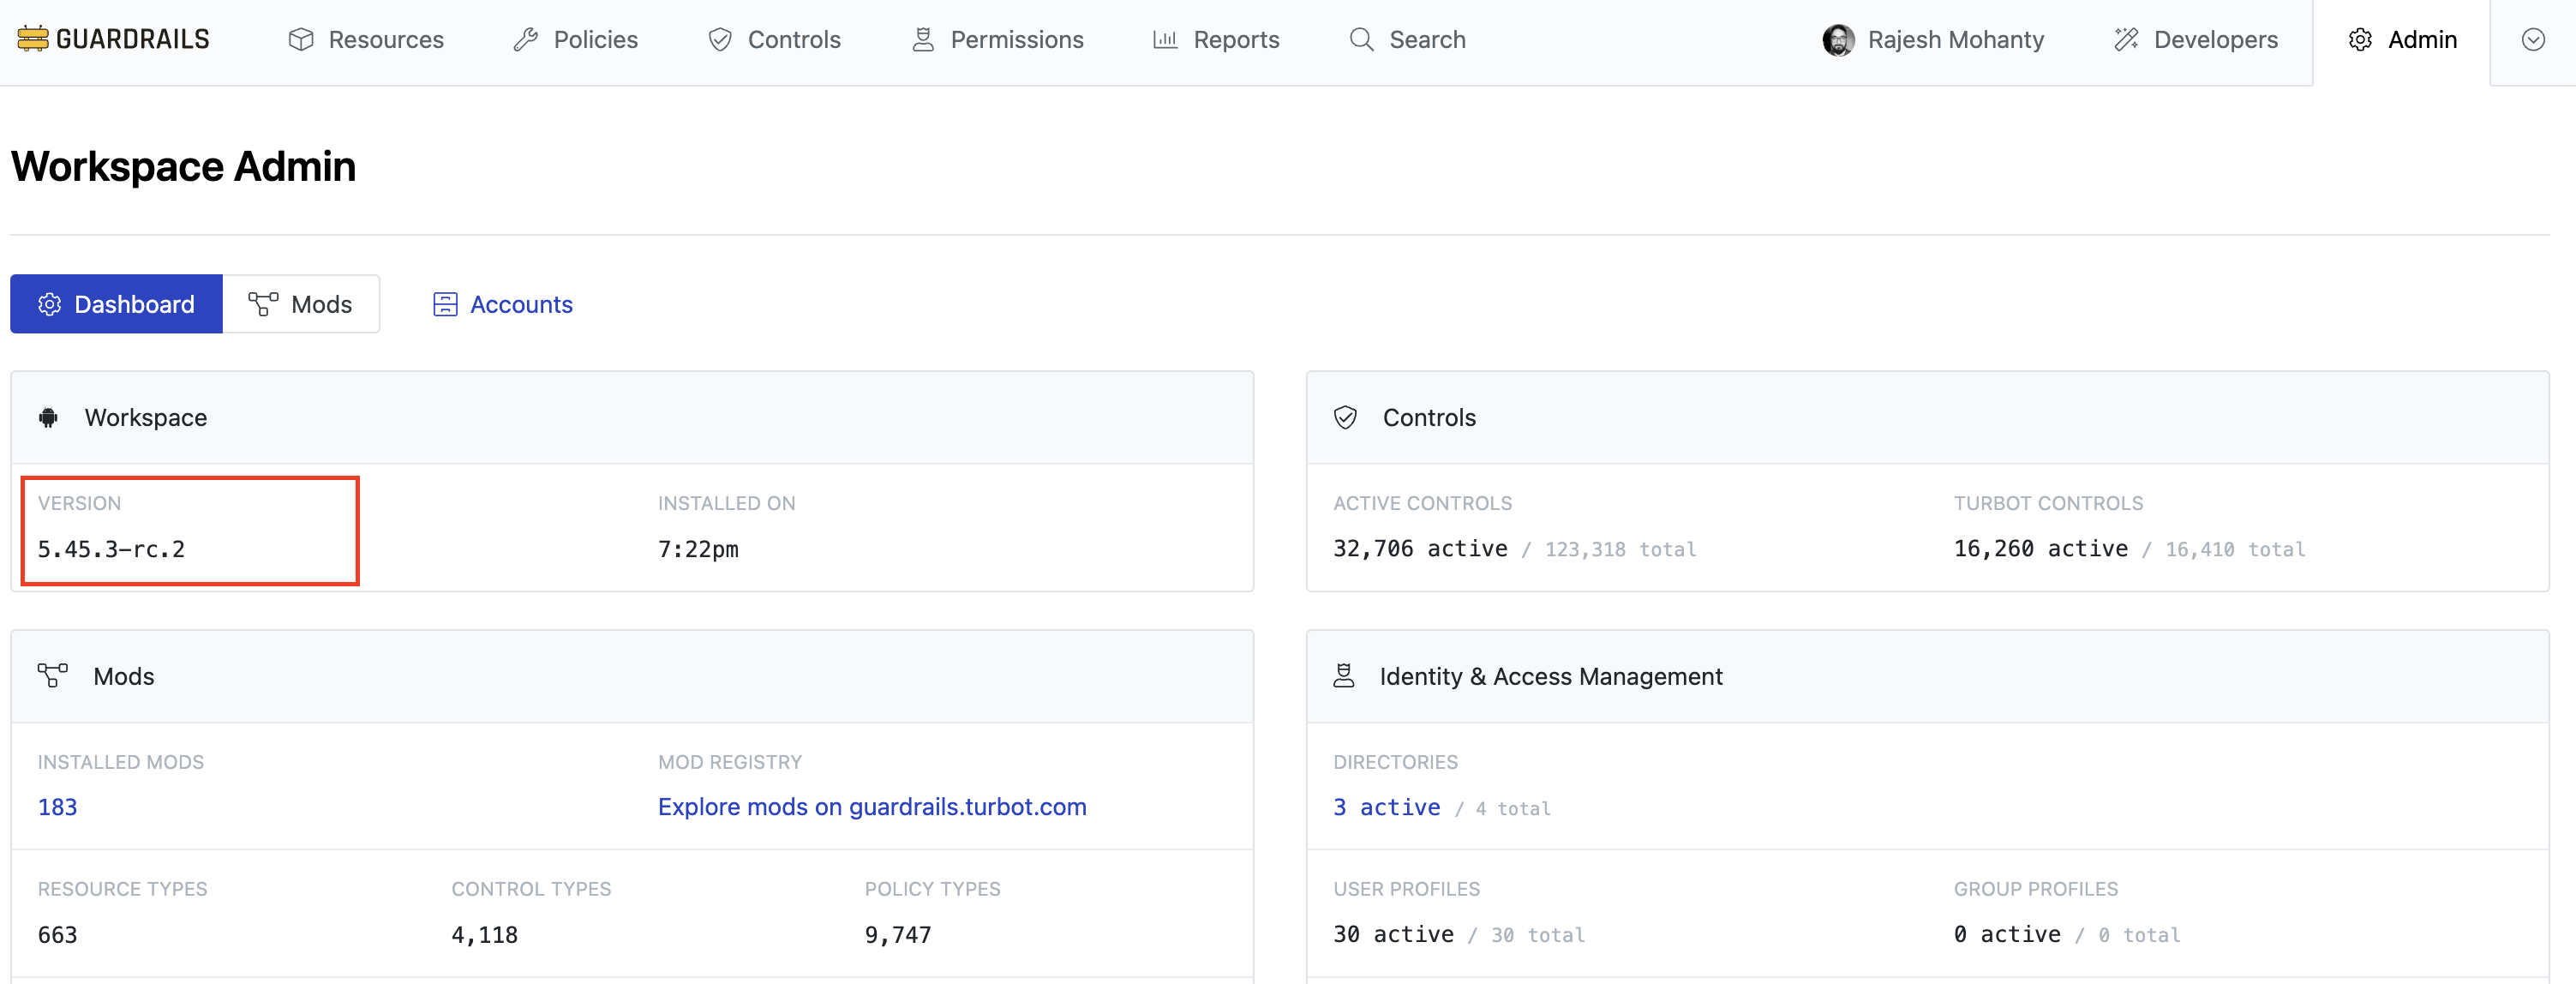 GUARDRAILS Resources Policies Controls Permissions Reports Search Rajesh Mohanty Developers Admin
Workspace Admin
Dashboard Mods Accounts
Workspace
VERSION INSTALLED ON
5.45.3-rc.2 7:22pm
Controls
ACTIVE CONTROLS TURBOT CONTROLS
32,706 active / 123,318 total 16,260 active / 16,410 total
Mods
INSTALLED MODS MOD REGISTRY
183 Explore mods on guardrails.turbot.com
RESOURCE TYPES CONTROL TYPES POLICY TYPES
663 4,118 9,747
Identity & Access Management
DIRECTORIES
3 active / 4 total
USER PROFILES GROUP PROFILES
30 active / 30 total 0 active / 0 total